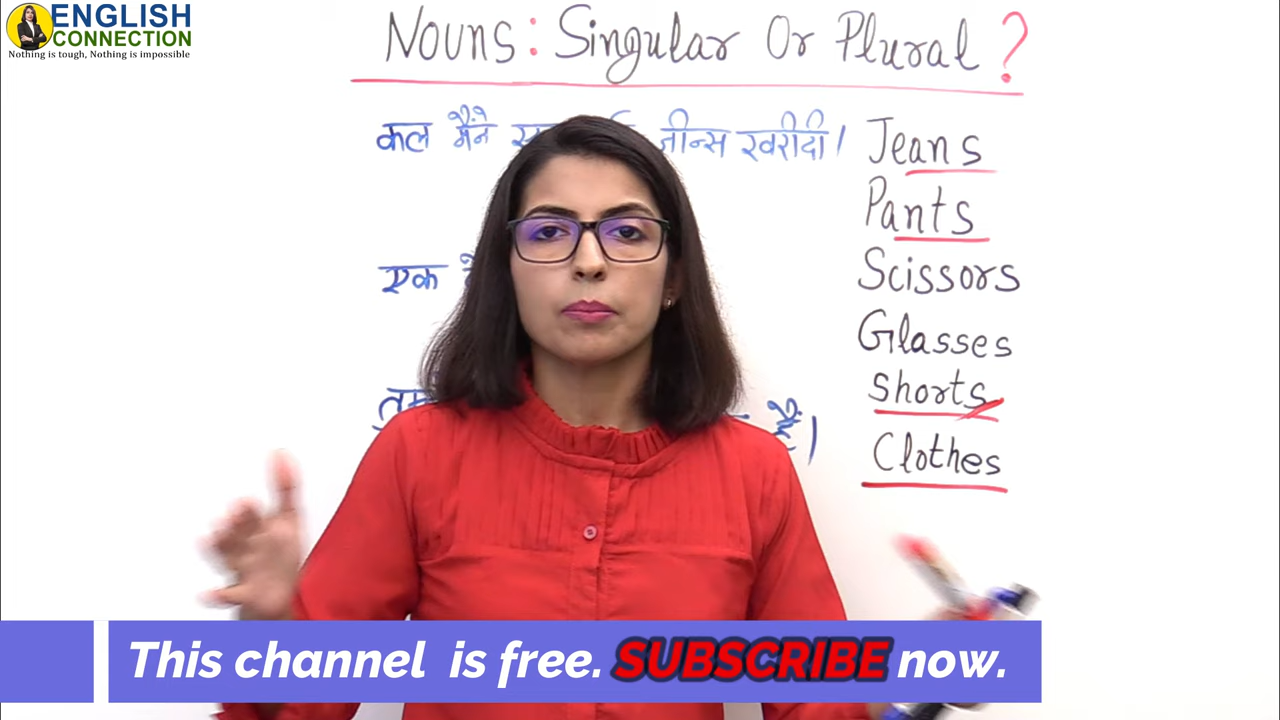 ENGLISH
CONNECTION
Nothing is tough, Nothing is impossible
Nouns: Singular Or Plural ?
कल मैंने जीन्स खरीदी।
Jeans
Pants
एक
Scissors
Glasses
Shorts
हैं।
Clothes
This channel is free. SUBSCRIBE now.